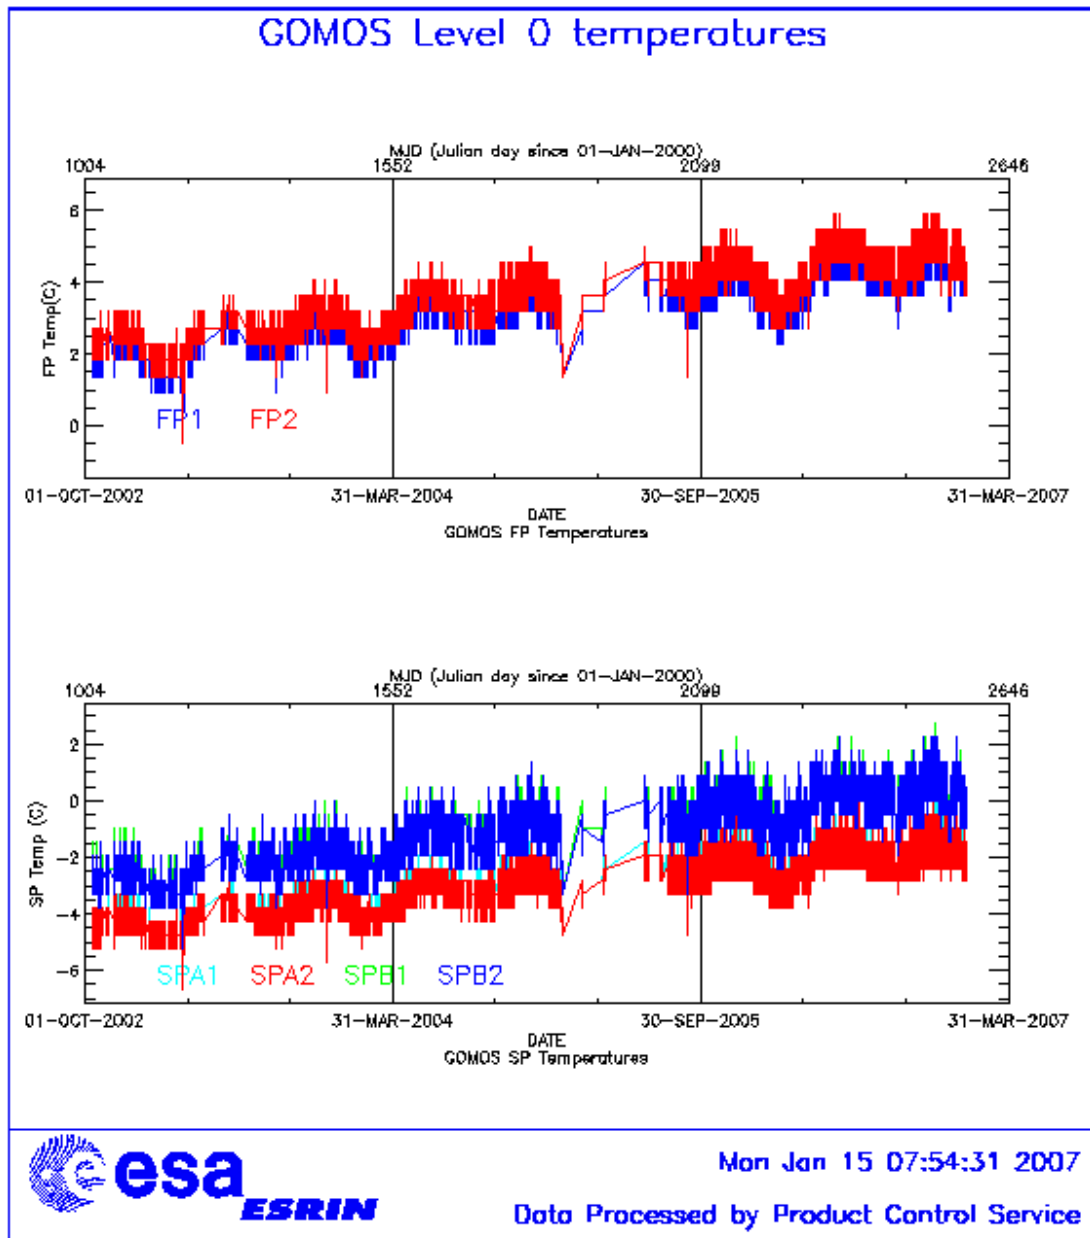 GOMOS Level 0 temperatures
MJD (Julian day since 01-JAN-2000)
1004 1552 2099 2646
6
4
2
0
FP Temp(C)
FP1 FP2
01-OCT-2002 31-MAR-2004 30-SEP-2005 31-MAR-2007
DATE
GOMOS FP Temperatures
MJD (Julian day since 01-JAN-2000)
1004 1552 2099 2646
2
0
-2
-4
-6
SP Temp (C)
SPA1 SPA2 SPB1 SPB2
01-OCT-2002 31-MAR-2004 30-SEP-2005 31-MAR-2007
DATE
GOMOS SP Temperatures
esa
ESRIN
Mon Jan 15 07:54:31 2007
Data Processed by Product Control Service